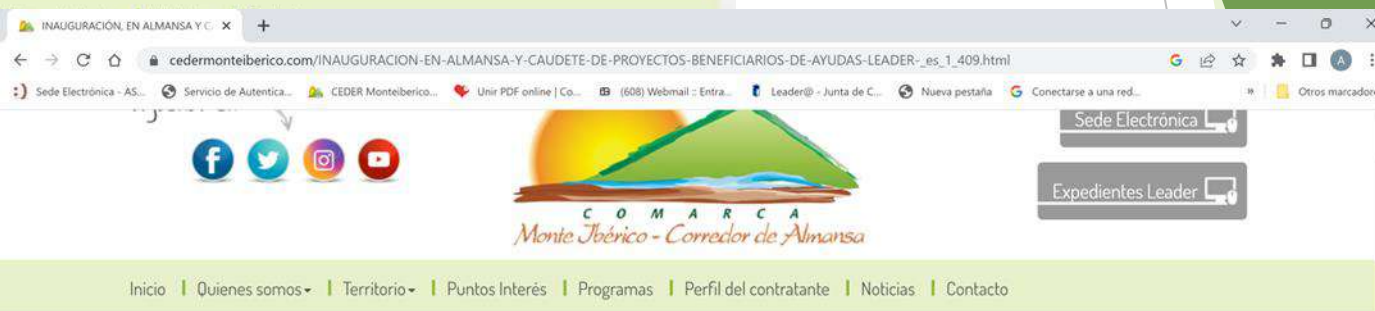 INAUGURACIÓN, EN ALMANSA Y C
cedermonteiberico.com/INAUGURACION-EN-ALMANSA-Y-CAUDETE-DE-PROYECTOS-BENEFICIARIOS-DE-AYUDAS-LEADER-_es_1_409.html
A
Sede Electrónica - AS... Servicio de Autentica... CEDER Monteiberico... Unir PDF online | Co... (608) Webmail :: Entra... Leader@ - Junta de C... Nueva pestaña Conectarse a una red... » Otros marcadore
Sede Electrónica
Expedientes Leader
COMARCA
Monte Ibérico - Corredor de Almansa
Inicio | Quienes somos | Territorio | Puntos Interés | Programas | Perfil del contratante | Noticias | Contacto